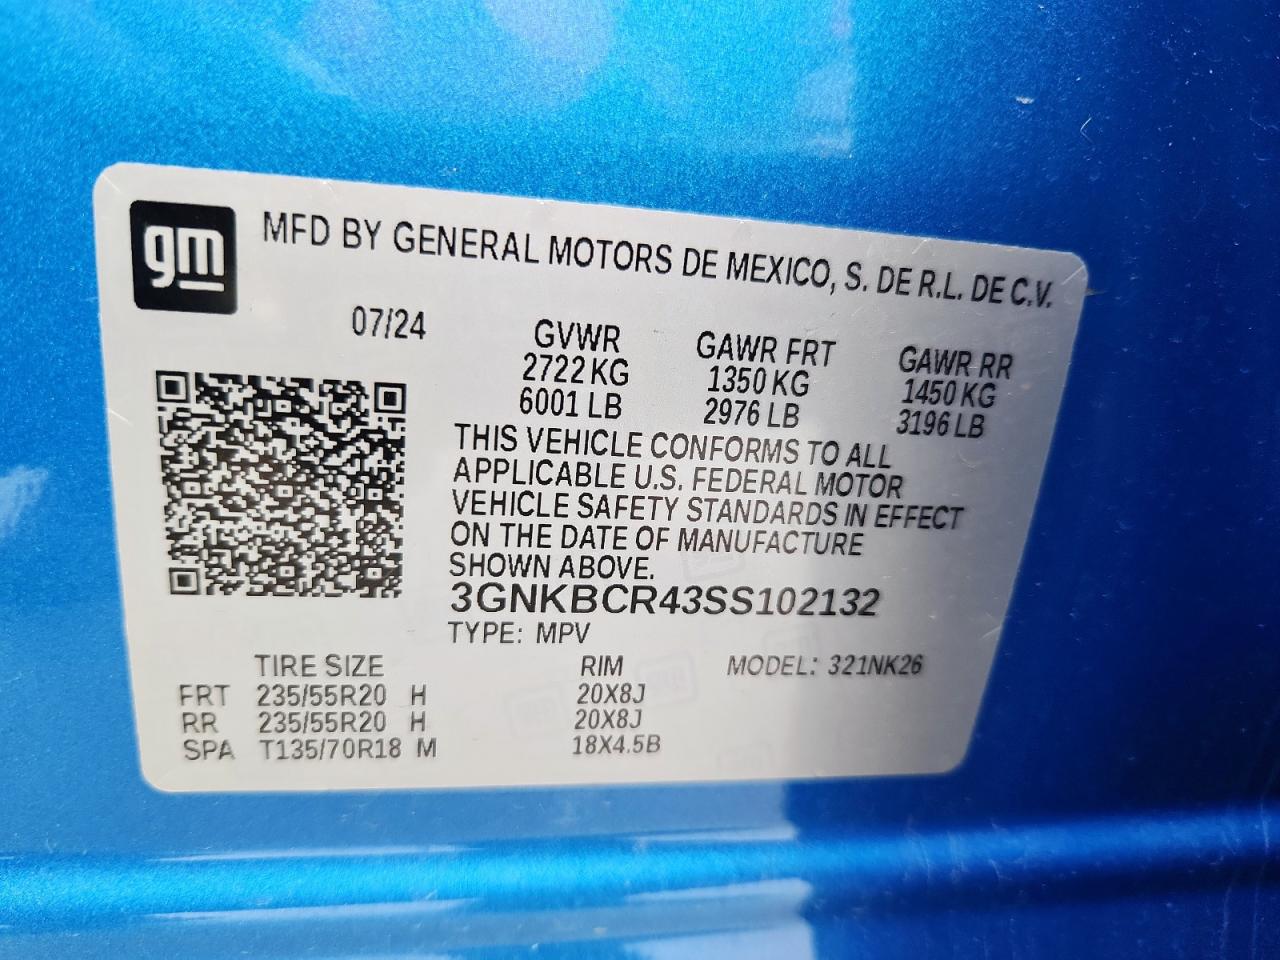 gm
MFD BY GENERAL MOTORS DE MEXICO, S. DE R.L. DE C.V.
07/24
GVWR GAWR FRT GAWR RR
2722 KG 1350 KG 1450 KG
6001 LB 2976 LB 3196 LB
THIS VEHICLE CONFORMS TO ALL
APPLICABLE U.S. FEDERAL MOTOR
VEHICLE SAFETY STANDARDS IN EFFECT
ON THE DATE OF MANUFACTURE
SHOWN ABOVE.
3GNKBCR43SS102132
TYPE: MPV
TIRE SIZE RIM MODEL: 321NK26
FRT 235/55R20 H 20X8J
RR 235/55R20 H 20X8J
SPA T135/70R18 M 18X4.5B